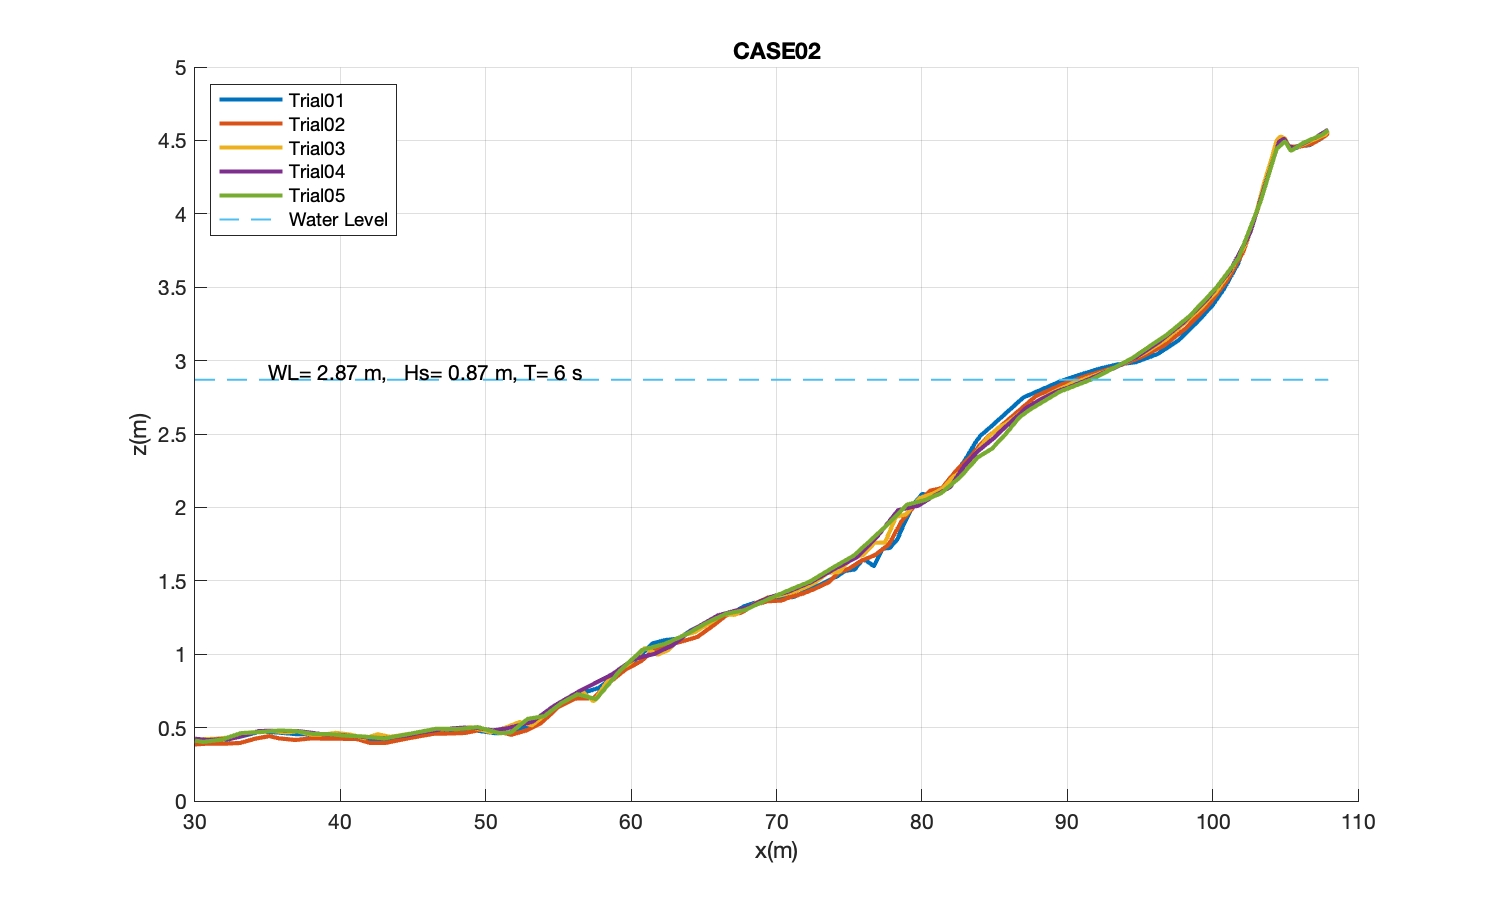 CASE02
5
4.5
4
3.5
3
2.5
2
1.5
1
0.5
0
z(m)
Trial01
Trial02
Trial03
Trial04
Trial05
Water Level
WL= 2.87 m, Hs= 0.87 m, T= 6 s
30 40 50 60 70 80 90 100 110
x(m)